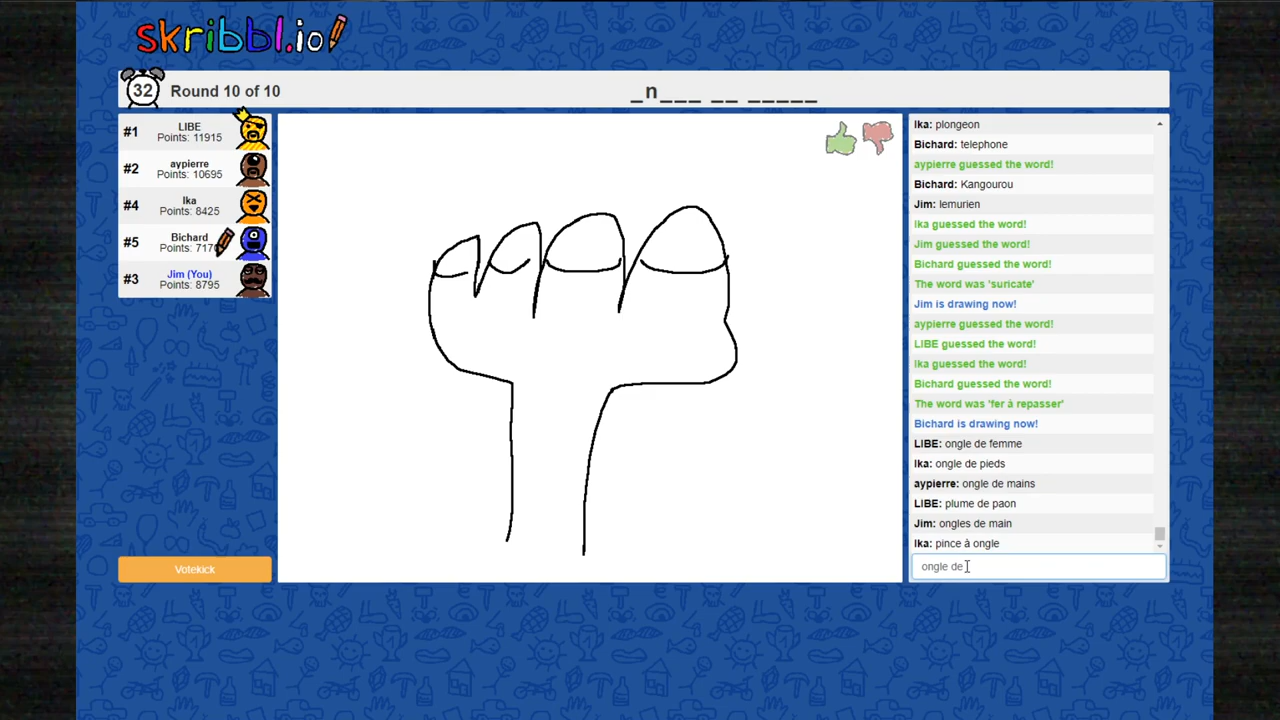 skribbl.io
32
Round 10 of 10
_n___ __ _____
#1
LIBE
Points: 11915
#2
aypierre
Points: 10695
#4
Ika
Points: 8425
#5
Bichard
Points: 7170
#3
Jim (You)
Points: 8795
Votekick
Ika: plongeon
Bichard: telephone
aypierre guessed the word!
Bichard: Kangourou
Jim: lemurien
Ika guessed the word!
Jim guessed the word!
Bichard guessed the word!
The word was 'suricate'
Jim is drawing now!
aypierre guessed the word!
LIBE guessed the word!
Ika guessed the word!
Bichard guessed the word!
The word was 'fer à repasser'
Bichard is drawing now!
LIBE: ongle de femme
Ika: ongle de pieds
aypierre: ongle de mains
LIBE: plume de paon
Jim: ongles de main
Ika: pince à ongle
ongle de